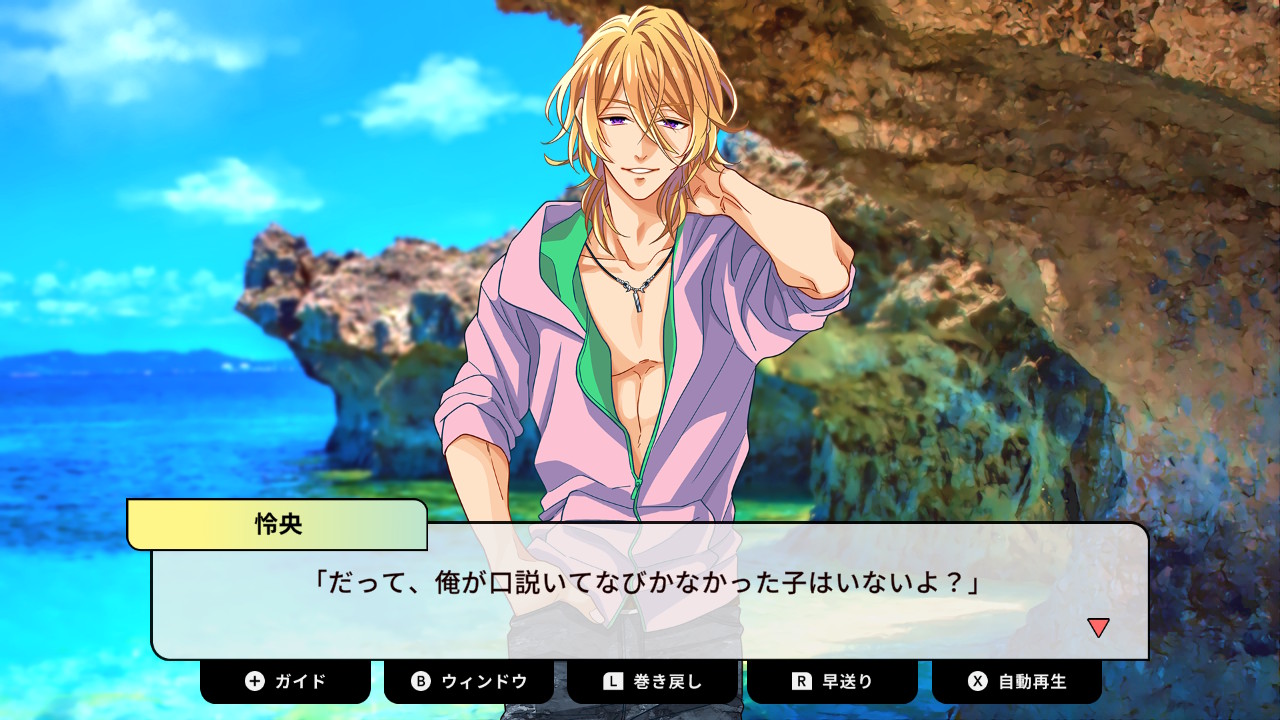 怜央
「だって、俺が口説いてなびかなかった子はいないよ？」
+ ガイド
B ウィンドウ
L 巻き戻し
R 早送り
X 自動再生